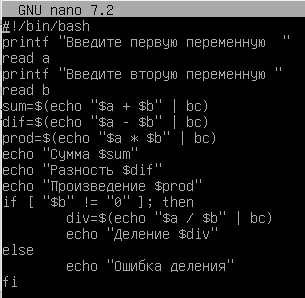 GNU nano 7.2
#!/bin/bash
printf "Введите первую переменную  "
read a
printf "Введите вторую переменную "
read b
sum=$(echo "$a + $b" | bc)
dif=$(echo "$a - $b" | bc)
prod=$(echo "$a * $b" | bc)
echo "Сумма $sum"
echo "Разность $dif"
echo "Произведение $prod"
if [ "$b" != "0" ]; then
        div=$(echo "$a / $b" | bc)
        echo "Деление $div"
else
        echo "Ошибка деления"
fi